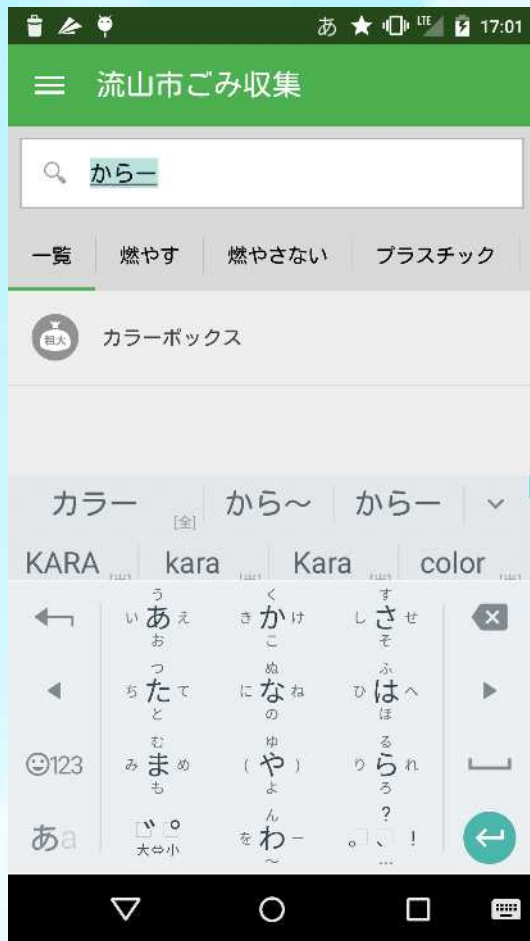 あ LTE 17:01
流山市ごみ収集
からー
一覧 燃やす 燃やさない プラスチック
粗大 カラーボックス
カラー [全] から〜 からー
KARA kara Kara color
う く す
い あ え き か け し さ せ
お こ そ
つ ぬ ふ
ち た て に な ね ひ は へ
と の ほ
む ゆ る
み ま め ( や ) り ら れ
123
も よ ろ
ん ?
あa ゛゜ を わ ー 。 、 !
大⇔小 〜 …